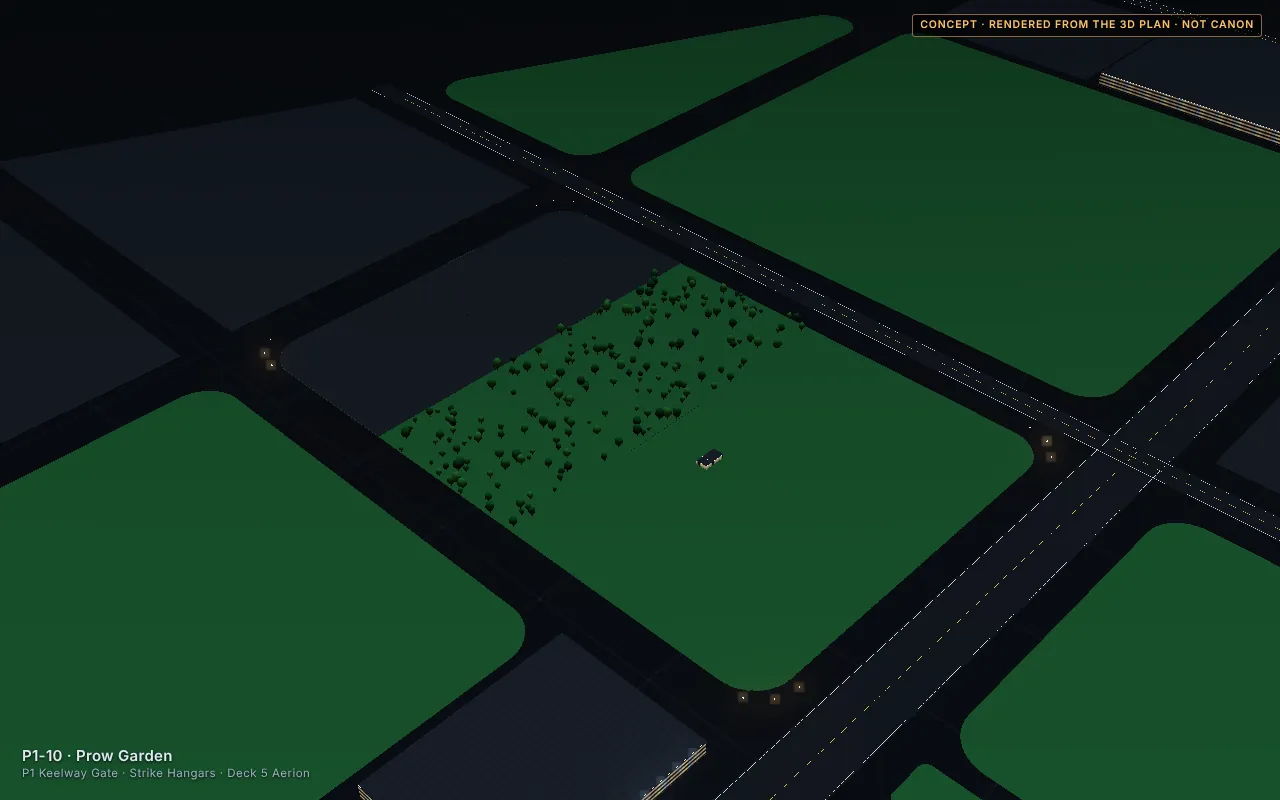 CONCEPT · RENDERED FROM THE 3D PLAN · NOT CANON
P1-10 · Prow Garden
P1 Keelway Gate · Strike Hangars · Deck 5 Aerion